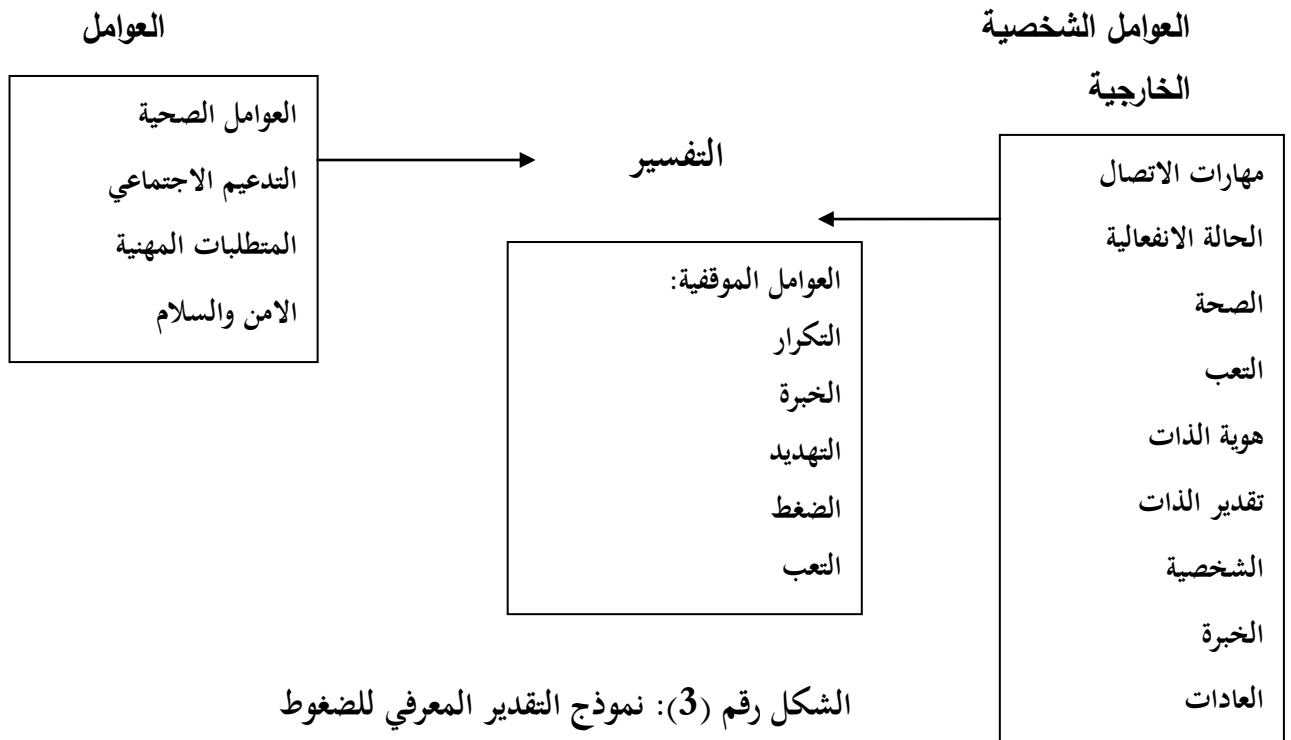 العوامل الشخصية
العوامل
الخارجية
مهارات الاتصال
الحالة الانفعالية
الصحة
التعب
هوية الذات
تقدير الذات
الشخصية
الخبرة
العادات
التفسير
العوامل الموقفية:
التكرار
الخبرة
التهديد
الضغط
التعب
العوامل الصحية
التدعيم الاجتماعي
المتطلبات المهنية
الامن والسلام
الشكل رقم (3): نموذج التقدير المعرفي للضغوط